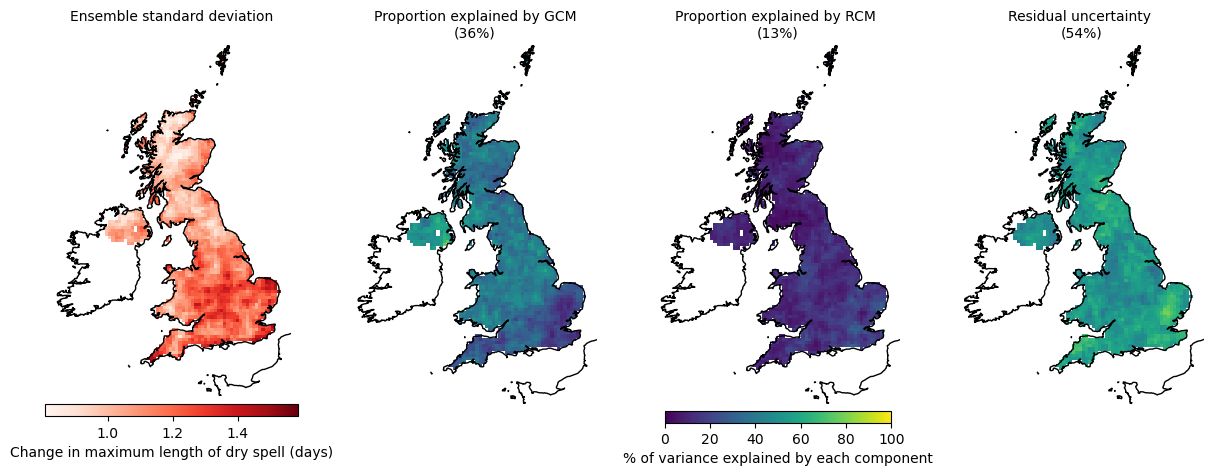 Ensemble standard deviation
Proportion explained by GCM
(36%)
Proportion explained by RCM
(13%)
Residual uncertainty
(54%)
1.0 1.2 1.4
Change in maximum length of dry spell (days)
0 20 40 60 80 100
% of variance explained by each component